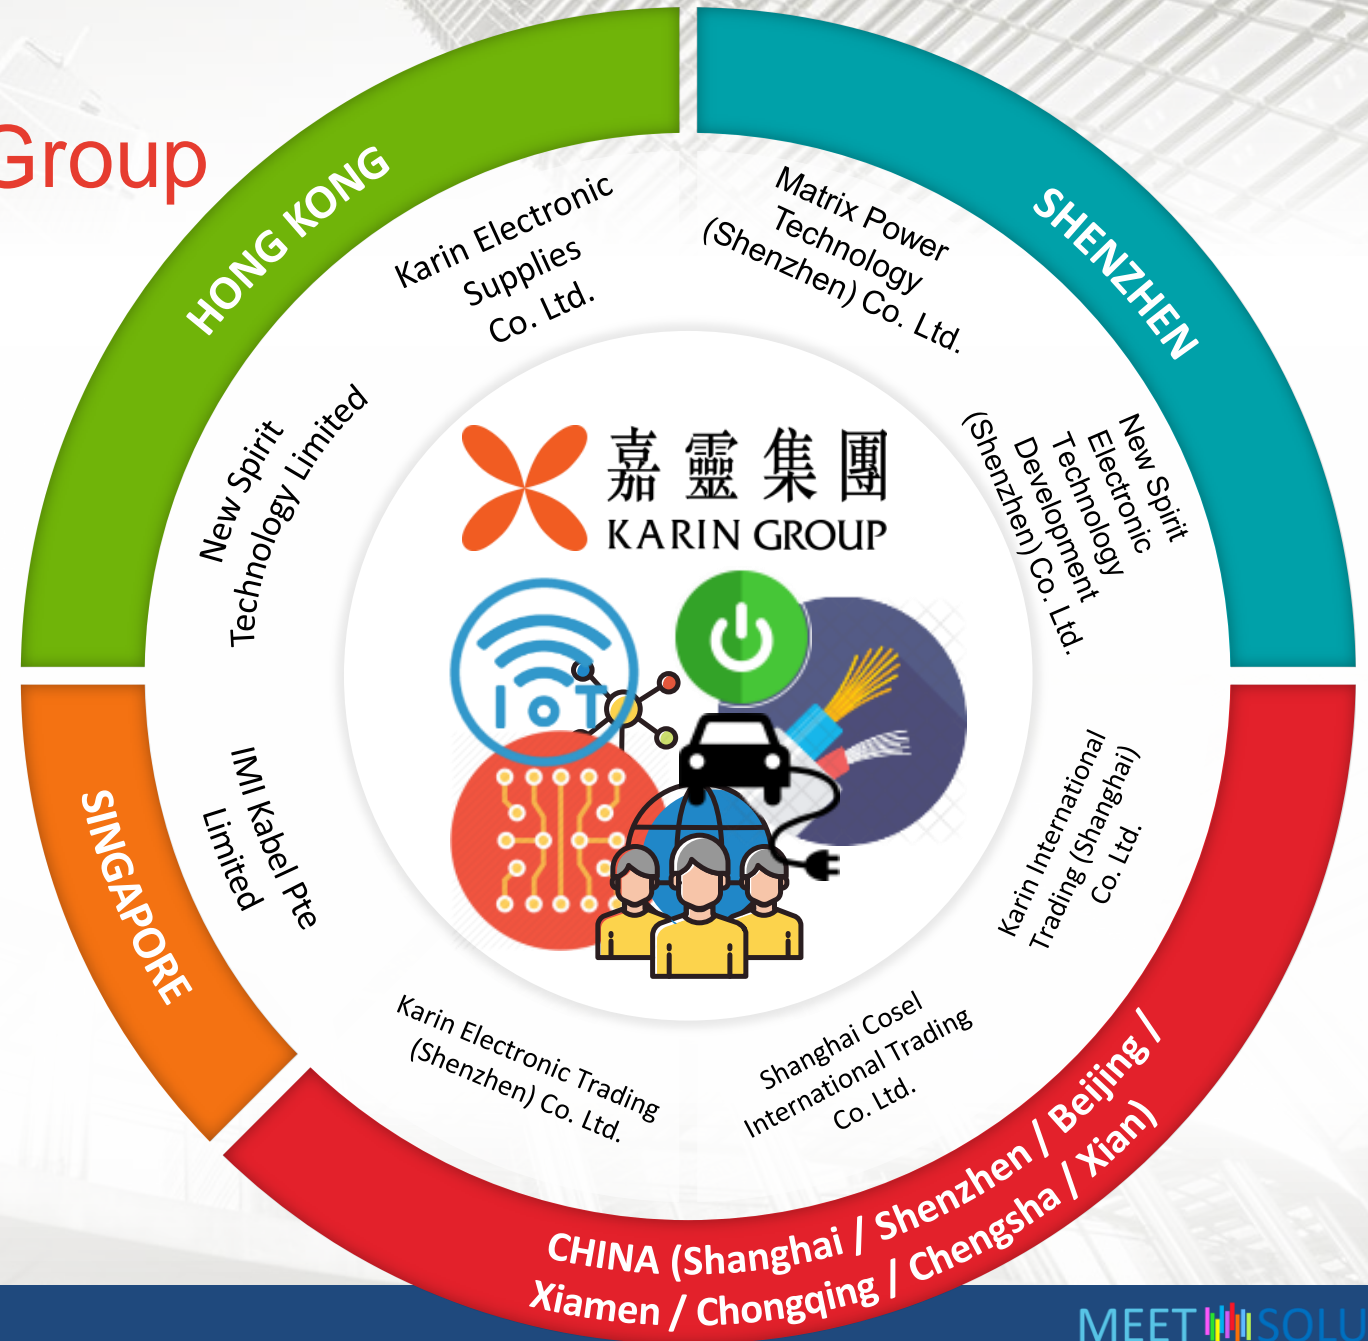 Group
HONG KONG
SHENZHEN
Karin Electronic
Supplies
Co. Ltd.
Matrix Power
Technology
(Shenzhen) Co. Ltd.
New Spirit
Technology Limited
New Spirit
Electronic
Technology
Development
(Shenzhen) Co. Ltd.
嘉靈集團
KARIN GROUP
IoT
SINGAPORE
IMI Kabel Pte
Limited
Karin International
Trading (Shanghai)
Co. Ltd.
Karin Electronic Trading
(Shenzhen) Co. Ltd.
Shanghai Cosel
International Trading
Co. Ltd.
CHINA (Shanghai / Shenzhen / Beijing /
Xiamen / Chongqing / Chengsha / Xian)
MEET SOLU